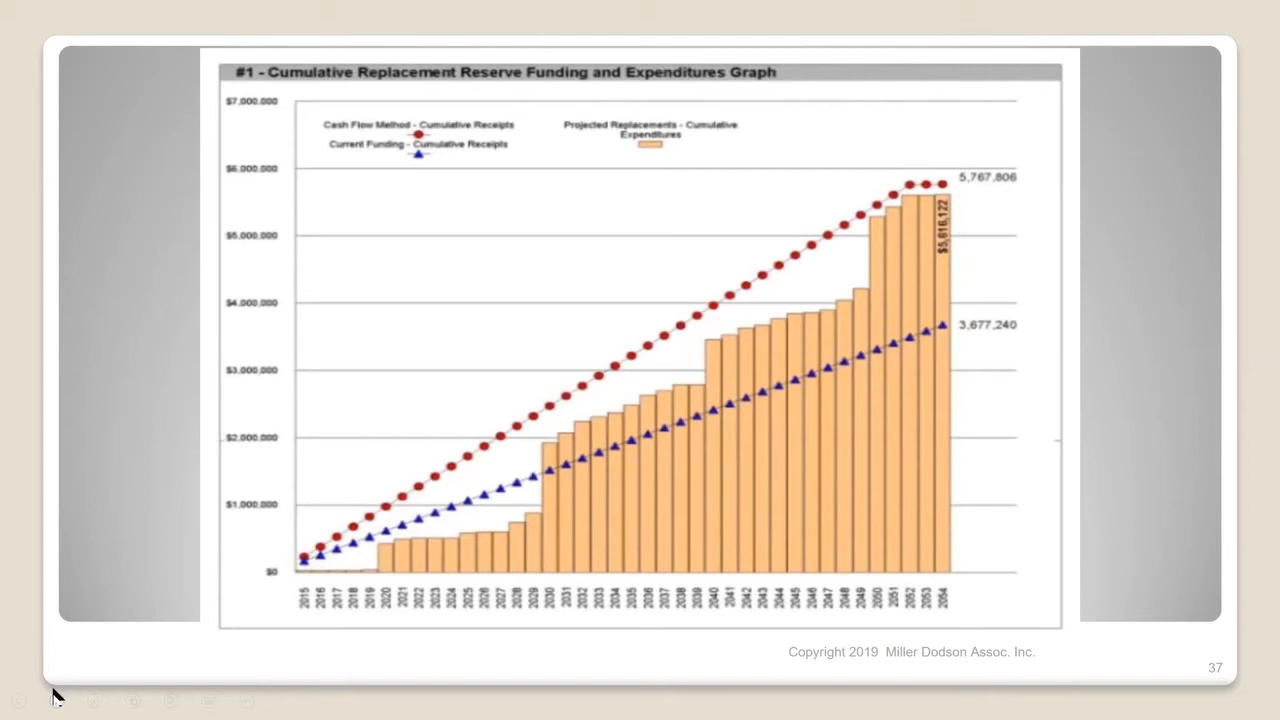 #1 - Cumulative Replacement Reserve Funding and Expenditures Graph
$7,000,000
Cash Flow Method - Cumulative Receipts
Projected Replacements - Cumulative
Expenditures
Current Funding - Cumulative Receipts
$6,000,000
5,767,806
$5,616,122
$5,000,000
$4,000,000
3,677,240
$3,000,000
$2,000,000
$1,000,000
$0
2015 2016 2017 2018 2019 2020 2021 2022 2023 2024 2025 2026 2027 2028 2029 2030 2031 2032 2033 2034 2035 2036 2037 2038 2039 2040 2041 2042 2043 2044 2045 2046 2047 2048 2049 2050 2051 2052 2053 2054
Copyright 2019 Miller Dodson Assoc. Inc.
37